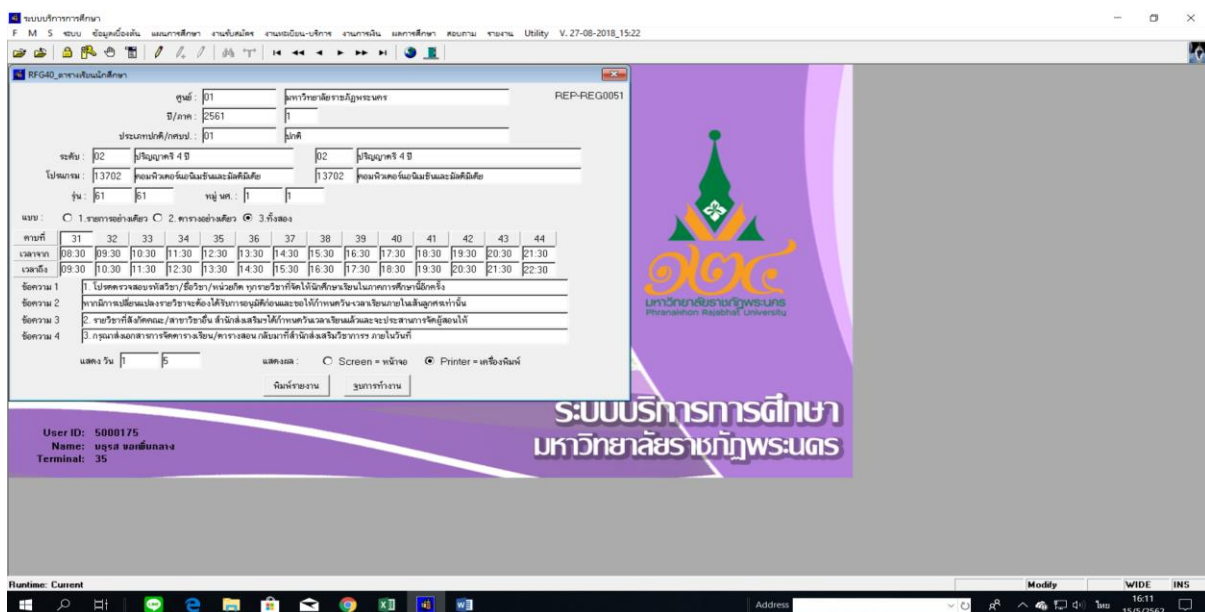 ระบบบริการการศึกษา
F M S ระบบ ข้อมูลเบื้องต้น แผนการศึกษา งานรับสมัคร งานทะเบียน-บริการ งานการเงิน ผลการศึกษา สอบถาม รายงาน Utility V. 27-08-2018_15:22
RFG40_ตารางเรียนนักศึกษา
ศูนย์ : 01 มหาวิทยาลัยราชภัฏพระนคร REP-REG0051
ปี/ภาค : 2561 1
ประเภทปกติ/กศบป. : 01 ปกติ
ระดับ : 02 ปริญญาตรี 4 ปี 02 ปริญญาตรี 4 ปี
โปรแกรม : 13702 คอมพิวเตอร์แอนิเมชันและมัลติมีเดีย 13702 คอมพิวเตอร์แอนิเมชันและมัลติมีเดีย
รุ่น : 61 61 หมู่ นศ. : 1 1
แบบ : 1.รายการอย่างเดียว 2. ตารางอย่างเดียว 3.ทั้งสอง
คาบที่ 31 32 33 34 35 36 37 38 39 40 41 42 43 44
เวลาจาก 08:30 09:30 10:30 11:30 12:30 13:30 14:30 15:30 16:30 17:30 18:30 19:30 20:30 21:30
เวลาถึง 09:30 10:30 11:30 12:30 13:30 14:30 15:30 16:30 17:30 18:30 19:30 20:30 21:30 22:30
ข้อความ 1 1. โปรดตรวจสอบรหัสวิชา/ชื่อวิชา/หน่วยกิต ทุกรายวิชาที่จัดให้นักศึกษาเรียนในภาคการศึกษานี้อีกครั้ง
ข้อความ 2 หากมีการเปลี่ยนแปลงรายวิชาจะต้องได้รับการอนุมัติก่อนและขอให้กำหนดวัน-เวลาเรียนภายในเส้นลูกศรเท่านั้น
ข้อความ 3 2. รายวิชาที่สังกัดคณะ/สาขาวิชาอื่น สำนักส่งเสริมฯได้กำหนดวันเวลาเรียนแล้วและจะประสานการจัดผู้สอนให้
ข้อความ 4 3. กรุณาส่งเอกสารการจัดตารางเรียน/ตารางสอน กลับมาที่สำนักส่งเสริมวิชาการฯ ภายในวันที่
แสดง วัน 1 5 แสดงผล : Screen = หน้าจอ Printer = เครื่องพิมพ์
พิมพ์รายงาน จบการทำงาน
๑๒๔
มหาวิทยาลัยราชภัฏพระนคร
Phranakhon Rajabhat University
ระบบบริการการศึกษา
มหาวิทยาลัยราชภัฏพระนคร
User ID: 5000175
Name:
Terminal: 35
Runtime: Current Modify WIDE INS
Address ไทย 16:11
15/5/2562